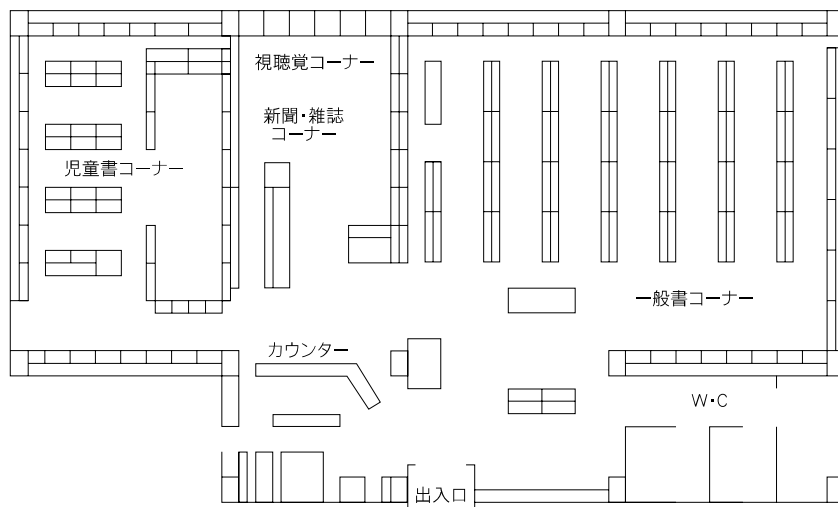 視聴覚コーナー
新聞・雑誌
コーナー
児童書コーナー
一般書コーナー
カウンター
W・C
出入口